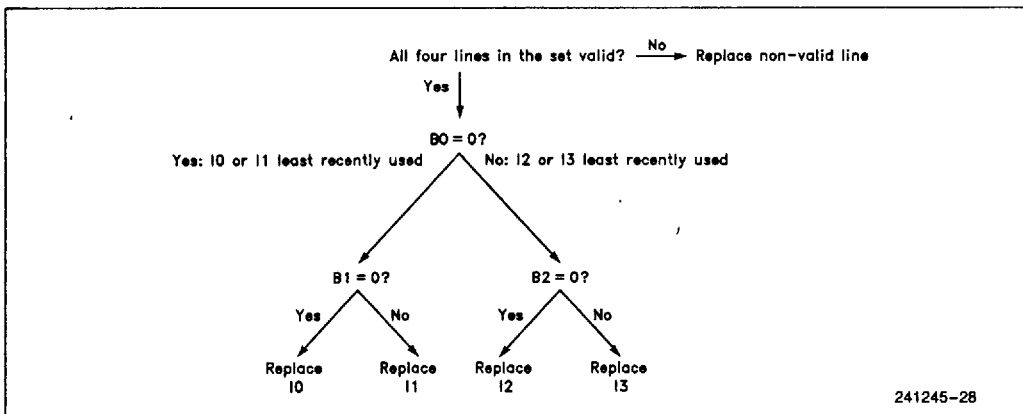 All four lines in the set valid? No Replace non-valid line
Yes
B0 = 0?
Yes: I0 or I1 least recently used No: I2 or I3 least recently used
B1 = 0? B2 = 0?
Yes No Yes No
Replace Replace Replace Replace
I0 I1 I2 I3
241245-28